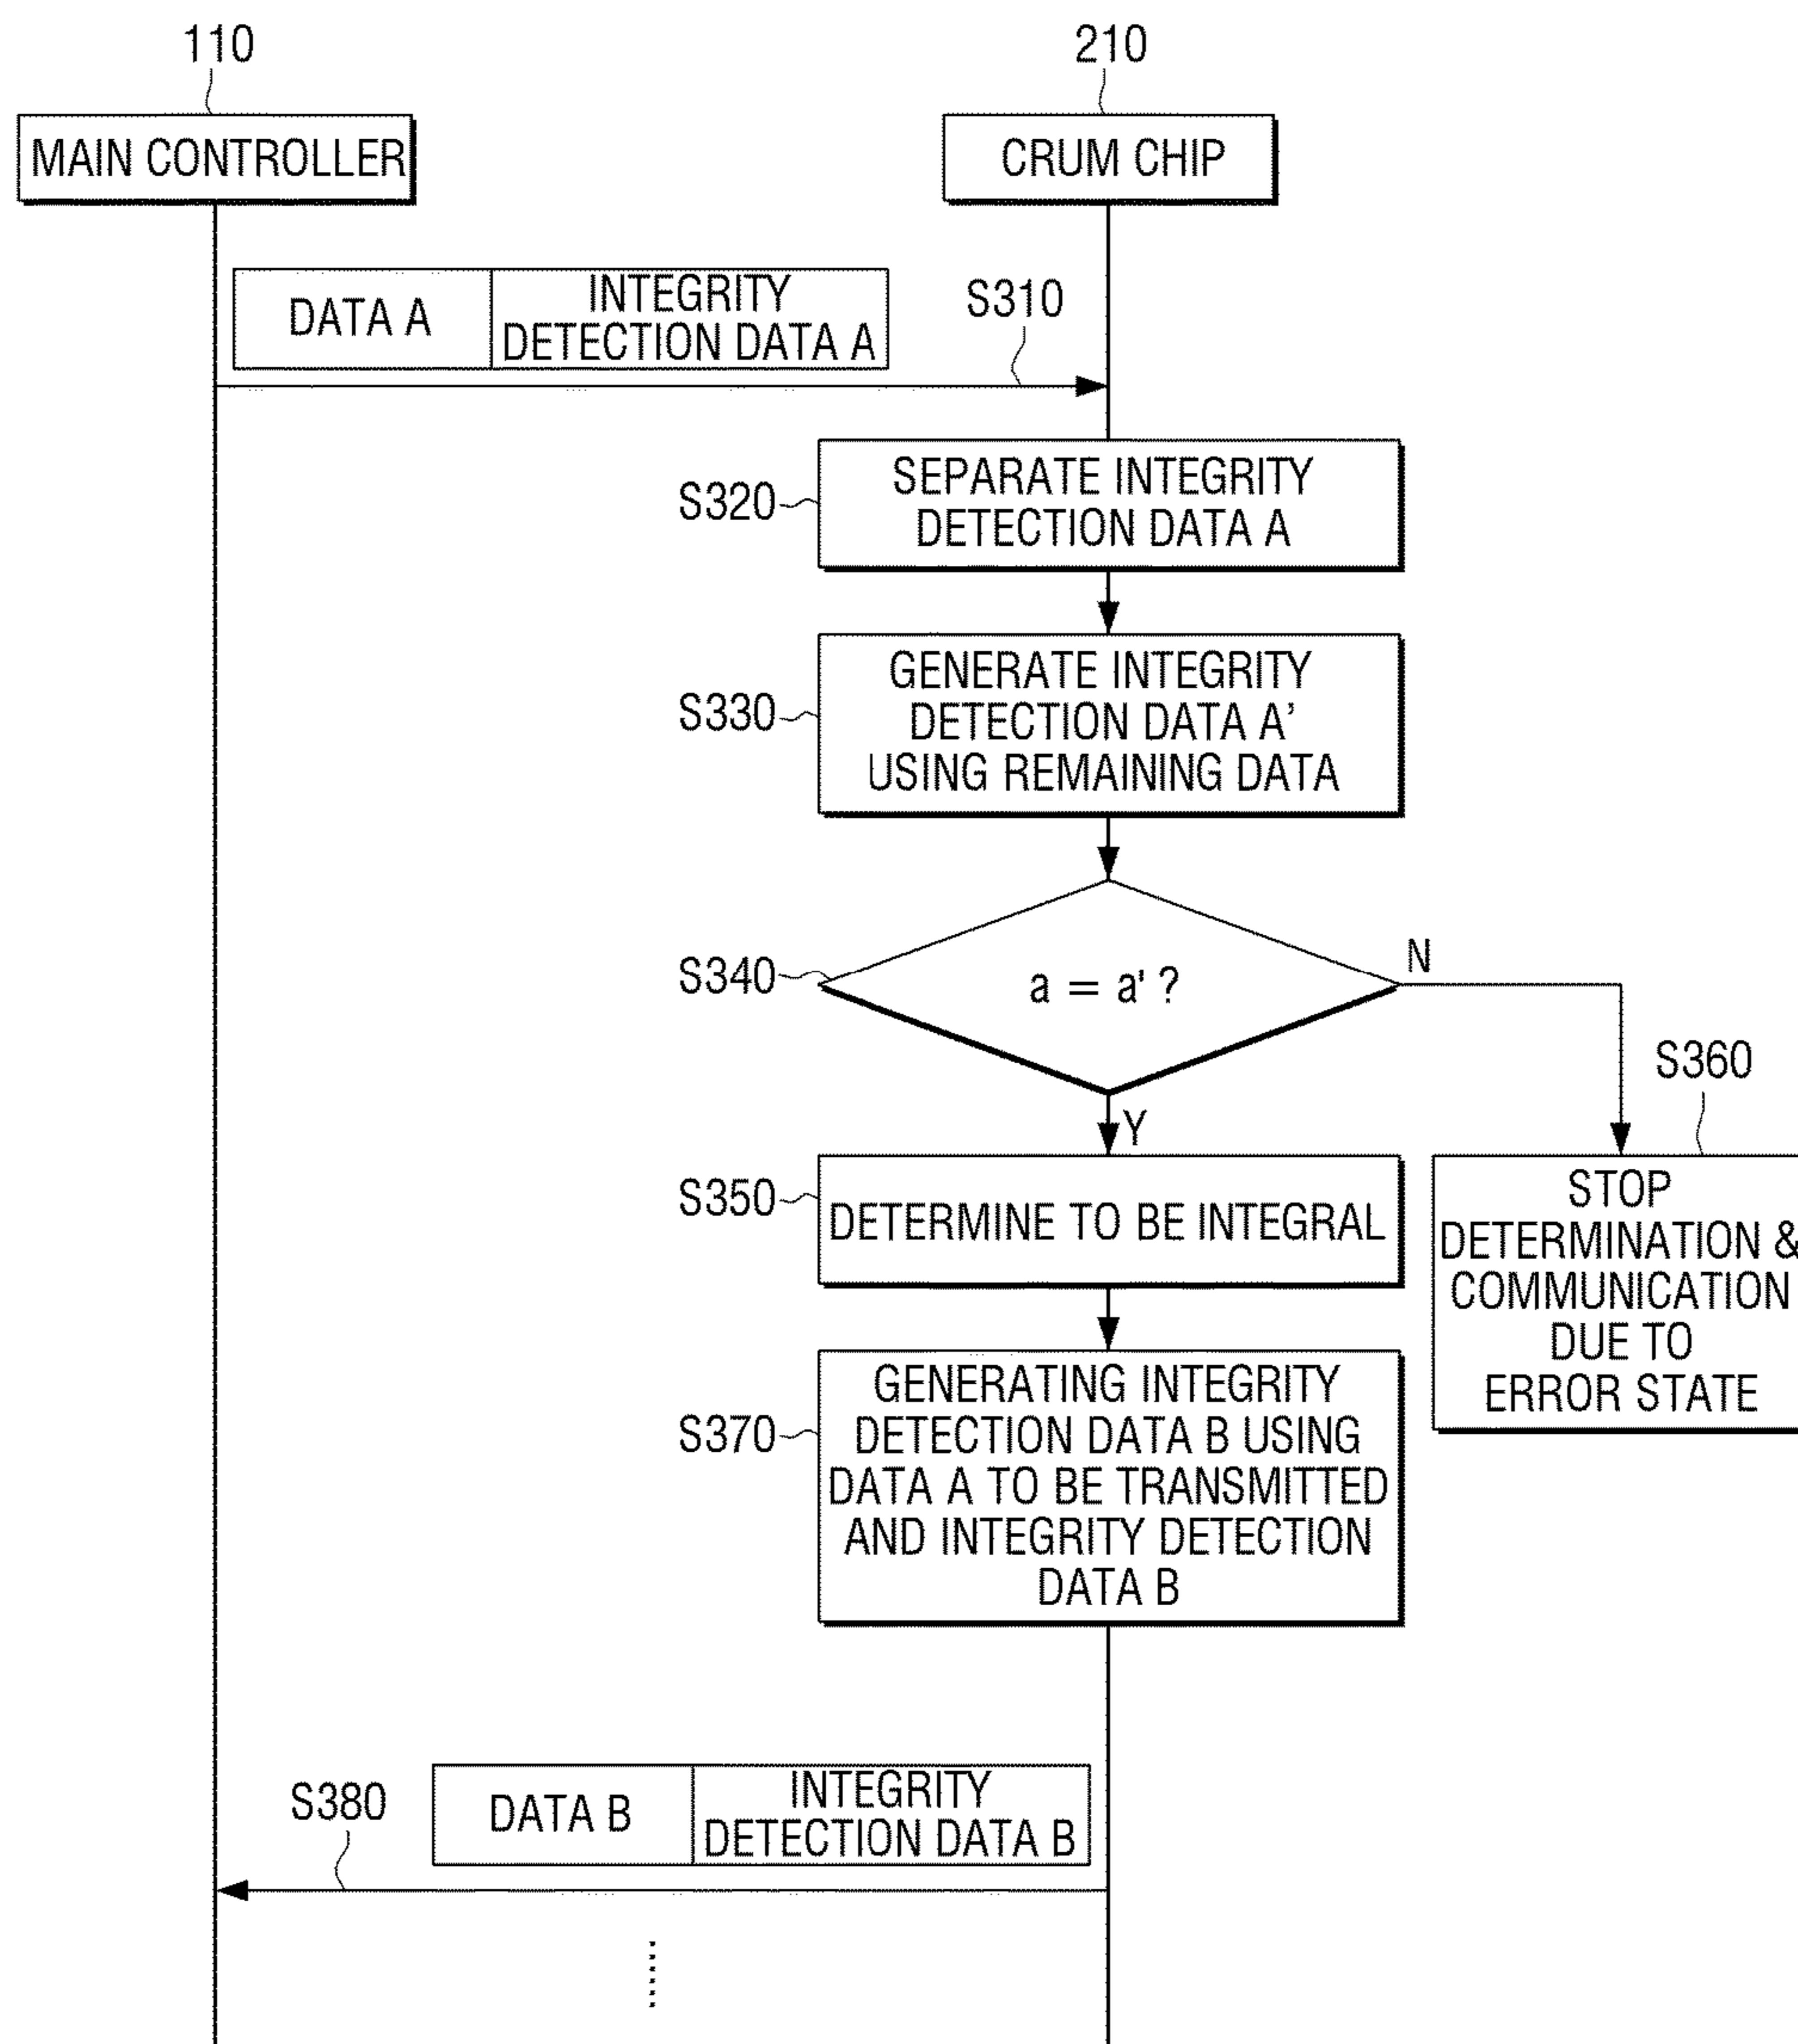 110
210
MAIN CONTROLLER
CRUM CHIP
DATA A
INTEGRITY
DETECTION DATA A
S310
S320
SEPARATE INTEGRITY
DETECTION DATA A
S330
GENERATE INTEGRITY
DETECTION DATA A'
USING REMAINING DATA
S340
a = a' ?
N
Y
S350
DETERMINE TO BE INTEGRAL
S360
STOP
DETERMINATION &
COMMUNICATION
DUE TO
ERROR STATE
S370
GENERATING INTEGRITY
DETECTION DATA B USING
DATA A TO BE TRANSMITTED
AND INTEGRITY DETECTION
DATA B
S380
DATA B
INTEGRITY
DETECTION DATA B